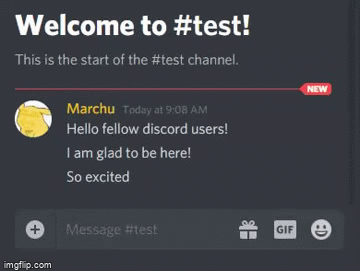 Welcome to #test!
This is the start of the #test channel.
NEW
Marchu Today at 9:08 AM
Hello fellow discord users!
I am glad to be here!
So excited
Message #test
GIF
imgflip.com